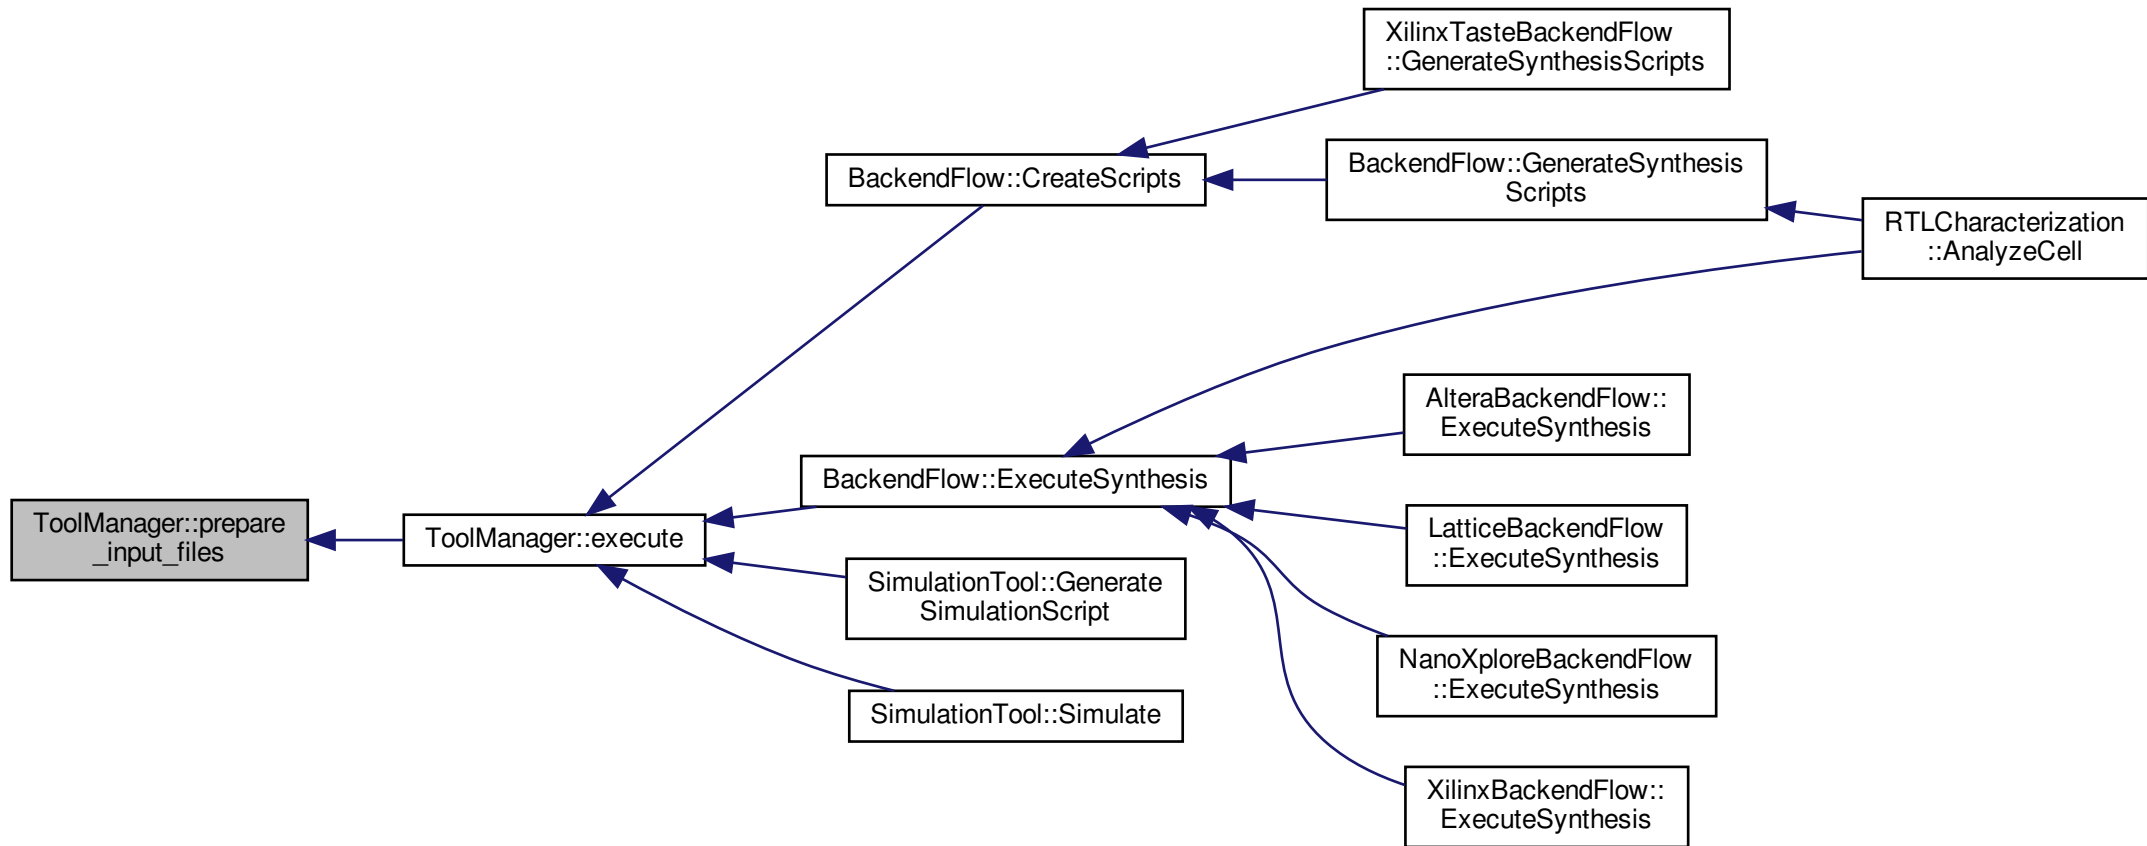 XilinxTasteBackendFlow
::GenerateSynthesisScripts
BackendFlow::CreateScripts
BackendFlow::GenerateSynthesis
Scripts
RTLCharacterization
::AnalyzeCell
AlteraBackendFlow::
ExecuteSynthesis
BackendFlow::ExecuteSynthesis
ToolManager::prepare
_input_files
ToolManager::execute
LatticeBackendFlow
::ExecuteSynthesis
SimulationTool::Generate
SimulationScript
NanoXploreBackendFlow
::ExecuteSynthesis
SimulationTool::Simulate
XilinxBackendFlow::
ExecuteSynthesis